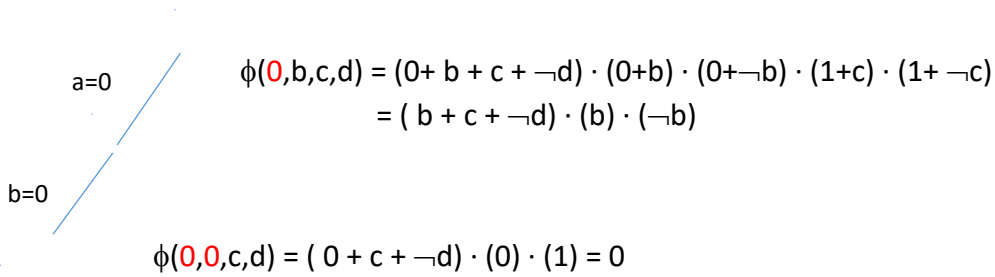 a=0
ϕ(0,b,c,d) = (0+ b + c + ¬d) · (0+b) · (0+¬b) · (1+c) · (1+ ¬c)
= ( b + c + ¬d) · (b) · (¬b)
b=0
ϕ(0,0,c,d) = ( 0 + c + ¬d) · (0) · (1) = 0